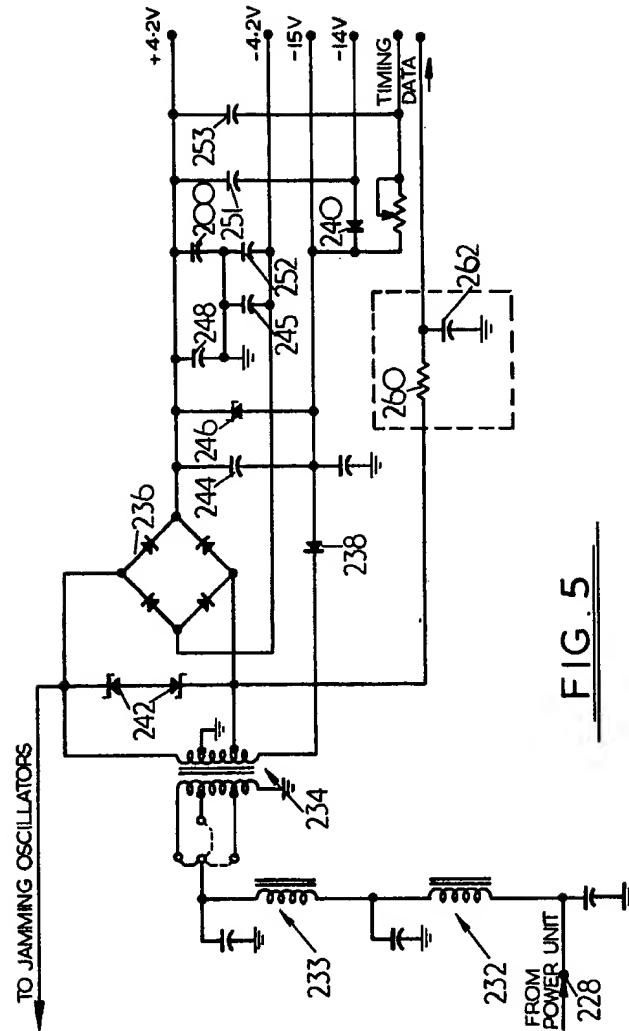 TO JAMMING OSCILLATORS
+4.2V
-4.2V
-15V
-14V
TIMING
DATA
236
242
234
233
232
228
FROM
POWER UNIT
238
244
246
248
245
200
252
251
253
240
260
262
FIG. 5